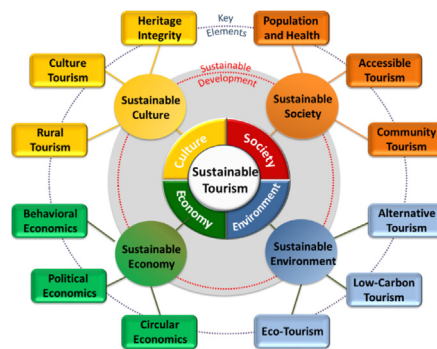 Heritage
Integrity
Key
Elements
Population
and Health
Culture
Tourism
Sustainable
Development
Accessible
Tourism
Sustainable
Culture
Sustainable
Society
Rural
Tourism
Community
Tourism
Culture
Society
Sustainable
Tourism
Economy
Environment
Behavioral
Economics
Alternative
Tourism
Sustainable
Economy
Sustainable
Environment
Political
Economics
Low-Carbon
Tourism
Circular
Economics
Eco-Tourism